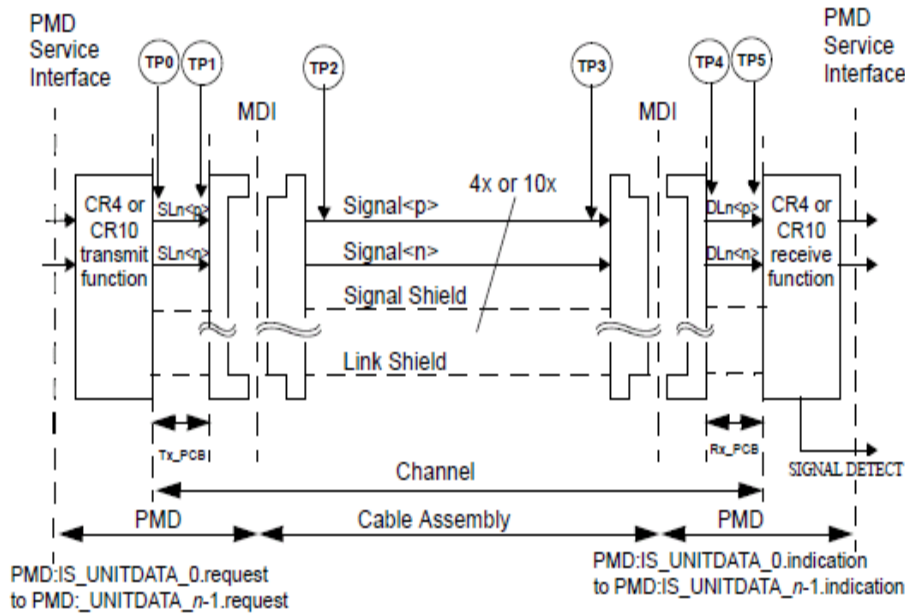 PMD
Service
Interface
PMD
Service
Interface
TP0
TP1
TP2
TP3
TP4
TP5
MDI
MDI
4x or 10x
CR4 or
CR10
transmit
function
SLn<p>
SLn<n>
Signal<p>
Signal<n>
Signal Shield
Link Shield
DLn<p>
DLn<n>
CR4 or
CR10
receive
function
Tx_PCB
Rx_PCB
SIGNAL DETECT
Channel
PMD
Cable Assembly
PMD
PMD:IS_UNITDATA_0.request
to PMD:_UNITDATA_n-1.request
PMD:IS_UNITDATA_0.indication
to PMD:IS_UNITDATA_n-1.indication